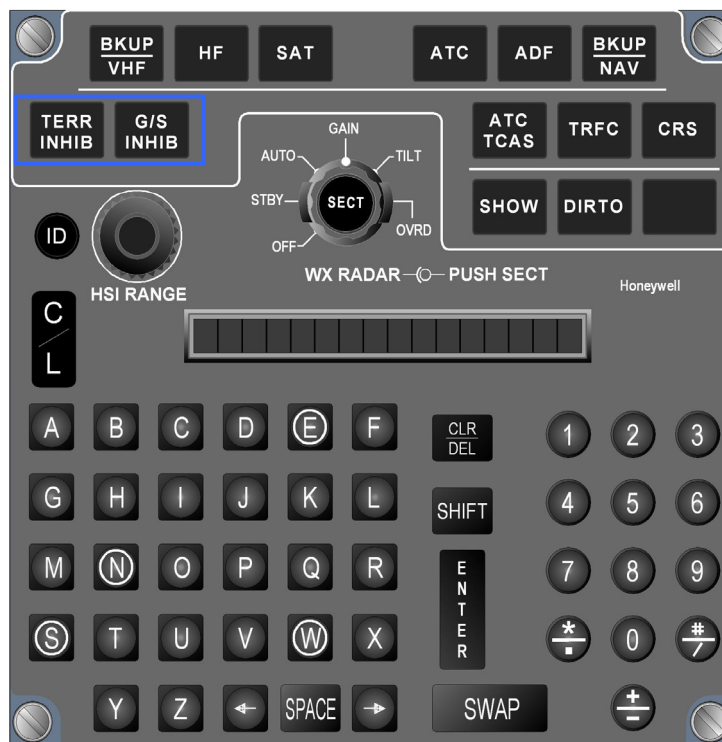 BKUP
VHF
HF
SAT
ATC
ADF
BKUP
NAV
TERR
INHIB
G/S
INHIB
GAIN
AUTO
TILT
STBY
SECT
OFF
OVRD
ATC
TCAS
TRFC
CRS
SHOW
DIRTO
ID
HSI RANGE
WX RADAR PUSH SECT
Honeywell
C
/
L
A B C D E F
CLR
DEL
1 2 3
G H I J K L
SHIFT
4 5 6
M N O P Q R
E
N
T
E
R
7 8 9
S T U V W X
*
.
0
#
/
Y Z ← SPACE →
SWAP
+
-